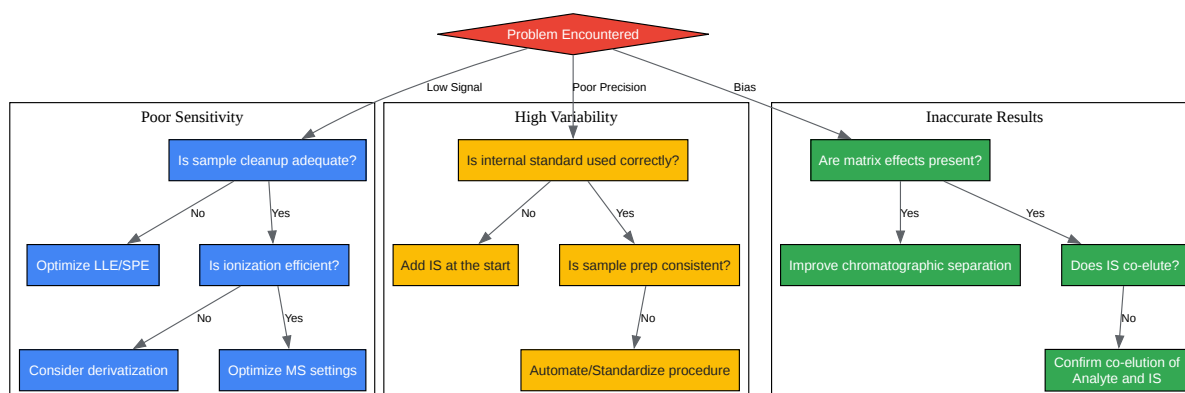 Problem Encountered
Low Signal
Poor Precision
Bias
Poor Sensitivity
High Variability
Inaccurate Results
Is sample cleanup adequate?
Is internal standard used correctly?
Are matrix effects present?
No
Yes
No
Yes
Yes
Yes
Optimize LLE/SPE
Is ionization efficient?
Add IS at the start
Is sample prep consistent?
Improve chromatographic separation
Does IS co-elute?
No
Yes
No
No
Consider derivatization
Optimize MS settings
Automate/Standardize procedure
Confirm co-elution of
Analyte and IS